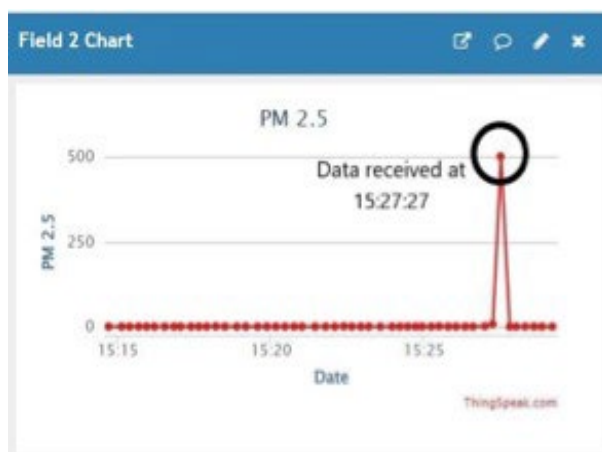 Field 2 Chart
PM 2.5
500
Data received at
15:27:27
250
PM 2.5
0
15:15
15:20
15:25
Date
ThingSpeak.com